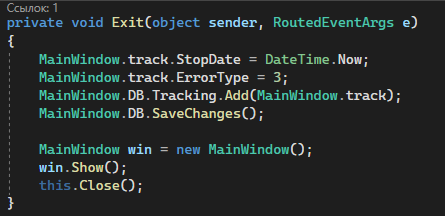 Ссылок: 1
private void Exit(object sender, RoutedEventArgs e)
{
    MainWindow.track.StopDate = DateTime.Now;
    MainWindow.track.ErrorType = 3;
    MainWindow.DB.Tracking.Add(MainWindow.track);
    MainWindow.DB.SaveChanges();

    MainWindow win = new MainWindow();
    win.Show();
    this.Close();
}